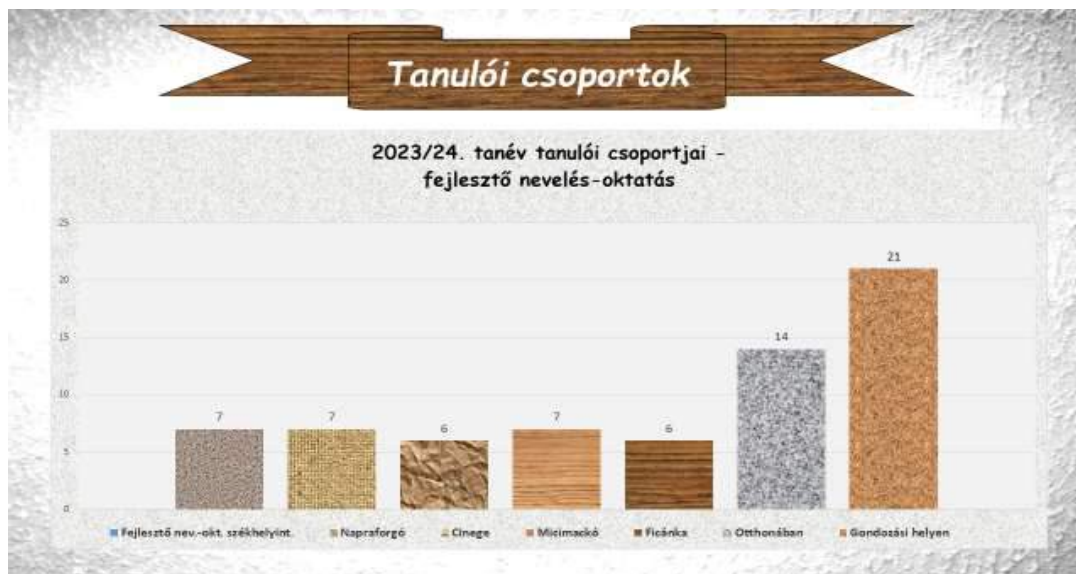 Tanulói csoportok
2023/24. tanév tanulói csoportjai -
fejlesztő nevelés-oktatás
25
20
15
10
5
0
7
7
6
7
6
14
21
Fejlesztő nev.-okt. székhelyint.
Napraforgó
Cinege
Micimackó
Ficánka
Otthonában
Gondozási helyen